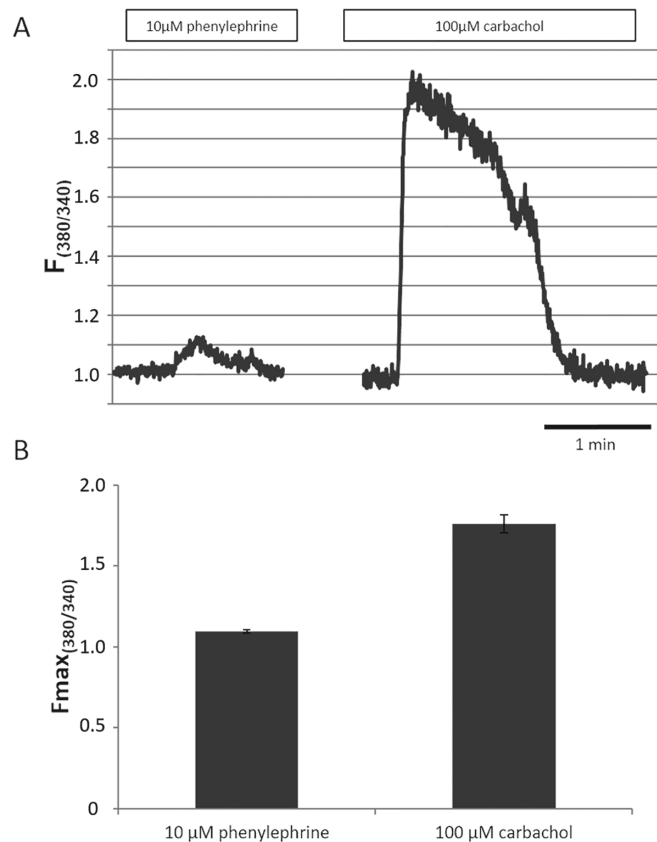 A
10μM phenylephrine
100μM carbachol
2.0
1.8
1.6
1.4
1.2
1.0
F(380/340)
1 min
B
2.0
1.5
1.0
0.5
0
Fmax(380/340)
10 μM phenylephrine
100 μM carbachol